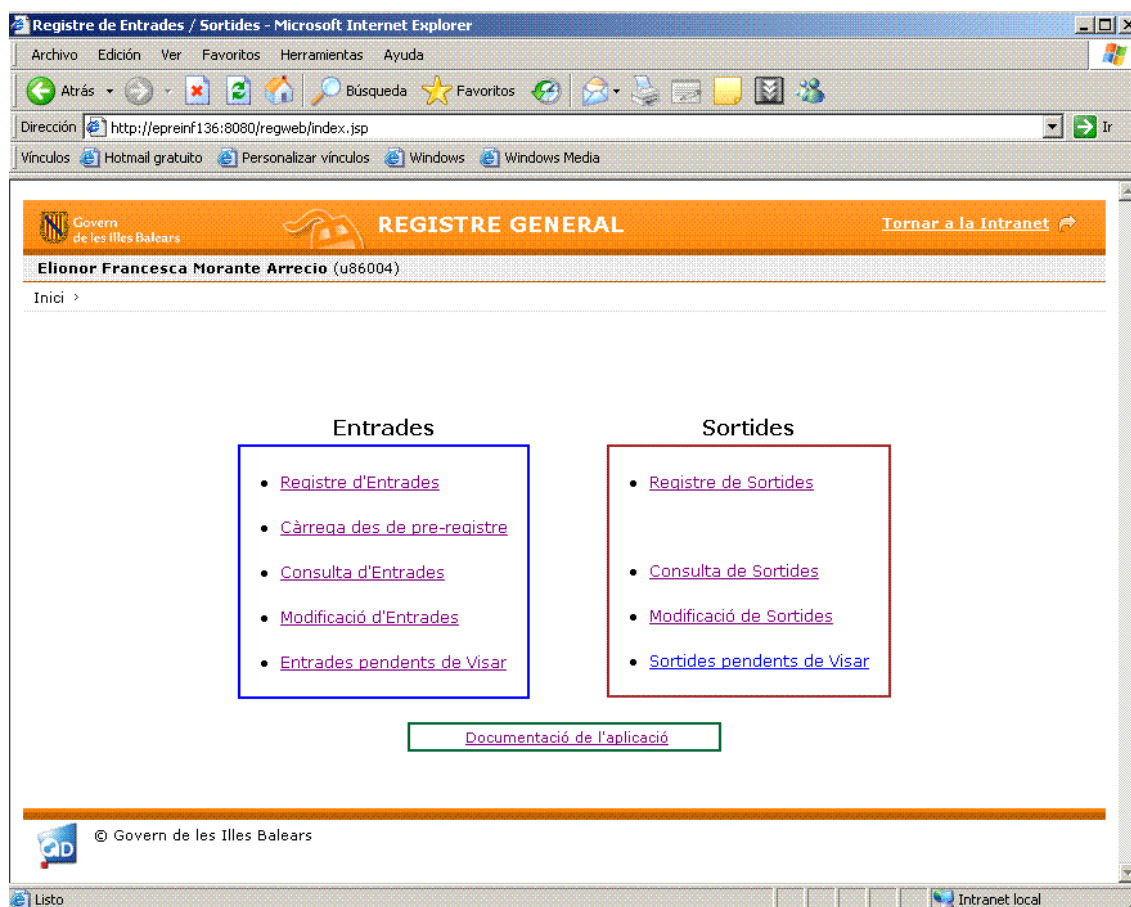 Registre de Entrades / Sortides - Microsoft Internet Explorer
Archivo Edición Ver Favoritos Herramientas Ayuda
Atrás Búsqueda Favoritos
Dirección http://epreinf136:8080/regweb/index.jsp Ir
Vínculos Hotmail gratuito Personalizar vínculos Windows Windows Media
Govern
de les Illes Balears
REGISTRE GENERAL
Tornar a la Intranet
Elionor Francesca Morante Arrecio (u86004)
Inici >
Entrades
• Registre d'Entrades
• Càrrega des de pre-registre
• Consulta d'Entrades
• Modificació d'Entrades
• Entrades pendents de Visar
Sortides
• Registre de Sortides
• Consulta de Sortides
• Modificació de Sortides
• Sortides pendents de Visar
Documentació de l'aplicació
© Govern de les Illes Balears
Listo Intranet local